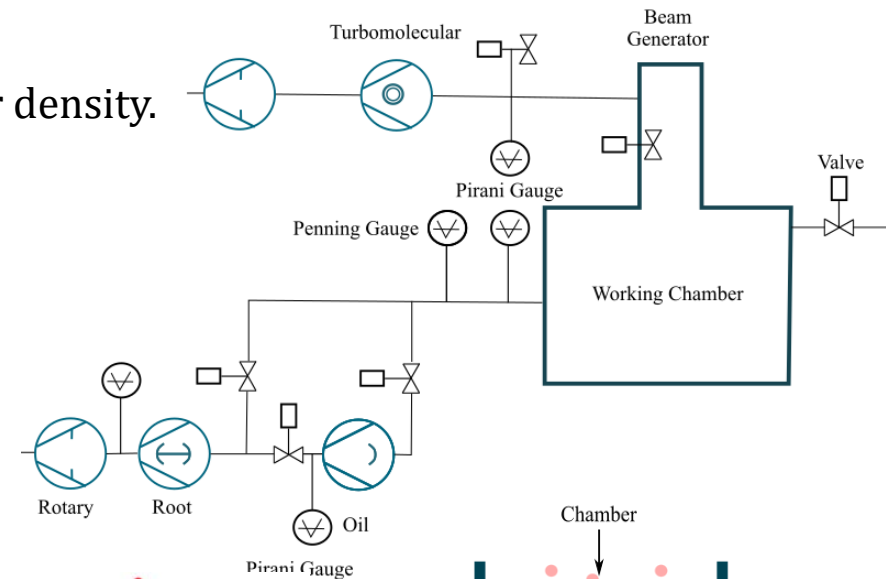 Turbomolecular
Beam
Generator
r density.
Pirani Gauge
Valve
Penning Gauge
Working Chamber
Rotary
Root
Oil
Chamber
Pirani Gauge